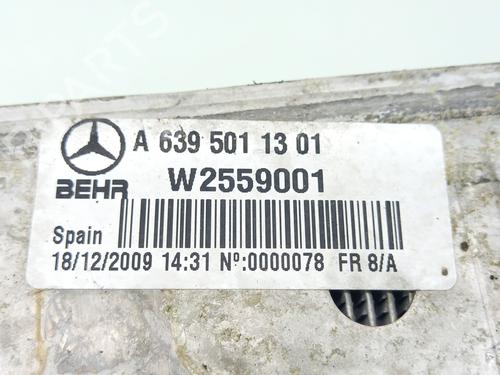 A 639 501 13 01
BEHR
W2559001
Spain
18/12/2009 14:31 Nº:0000078 FR 8/A